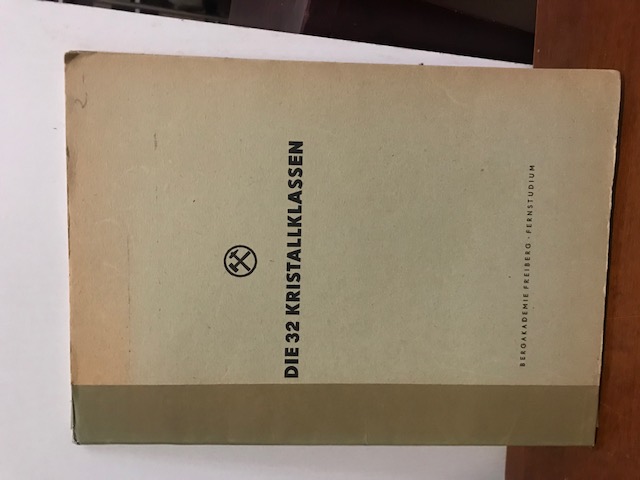 DIE 32 KRISTALLKLASSEN
BERGAKADEMIE FREIBERG - FERNSTUDIUM